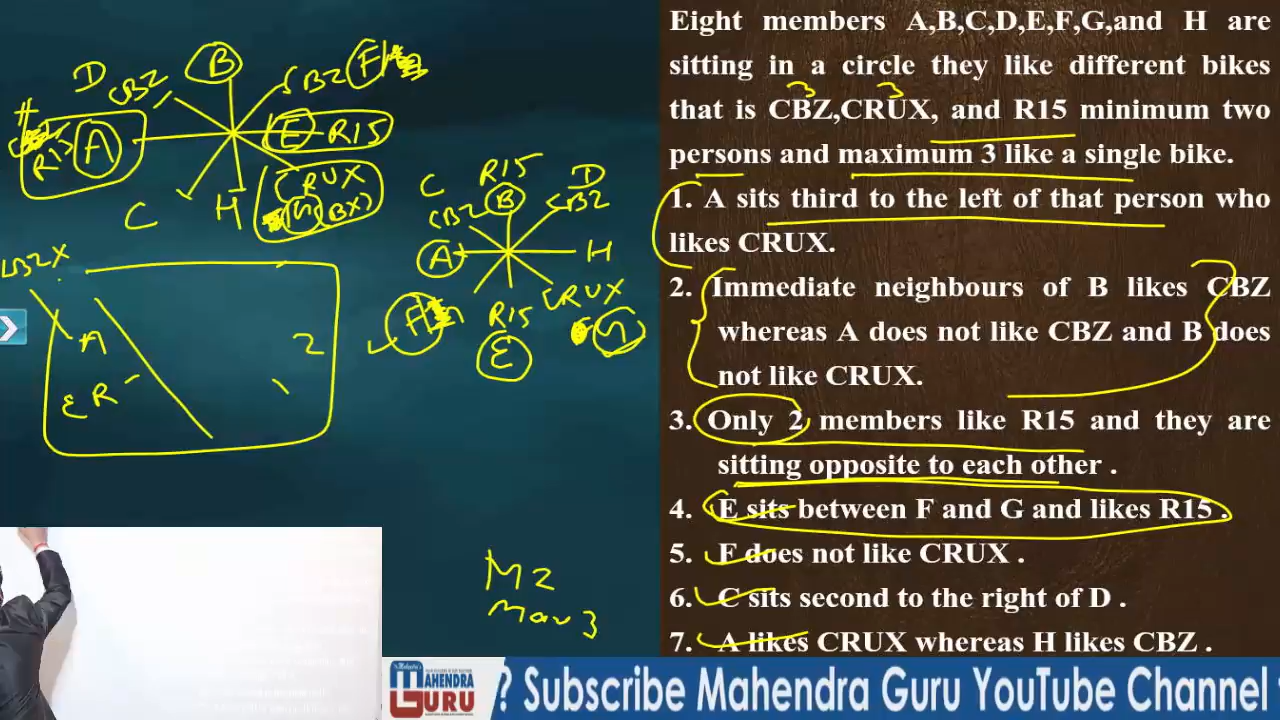 Eight members A,B,C,D,E,F,G,and H are
sitting in a circle they like different bikes
that is CBZ,CRUX, and R15 minimum two
persons and maximum 3 like a single bike.
1. A sits third to the left of that person who
likes CRUX.
2. Immediate neighbours of B likes CBZ
whereas A does not like CBZ and B does
not like CRUX.
3. Only 2 members like R15 and they are
sitting opposite to each other .
4. E sits between F and G and likes R15 .
5. F does not like CRUX .
6. C sits second to the right of D .
7. A likes CRUX whereas H likes CBZ .
3 3
D CBZ B
A
R15
E R15
CRUX
C H
R15
C B D
CBZ
A H
CRUX
R15
E
A
E R
2
M 2
3
MAHENDRA
GURU
? Subscribe Mahendra Guru YouTube Channel